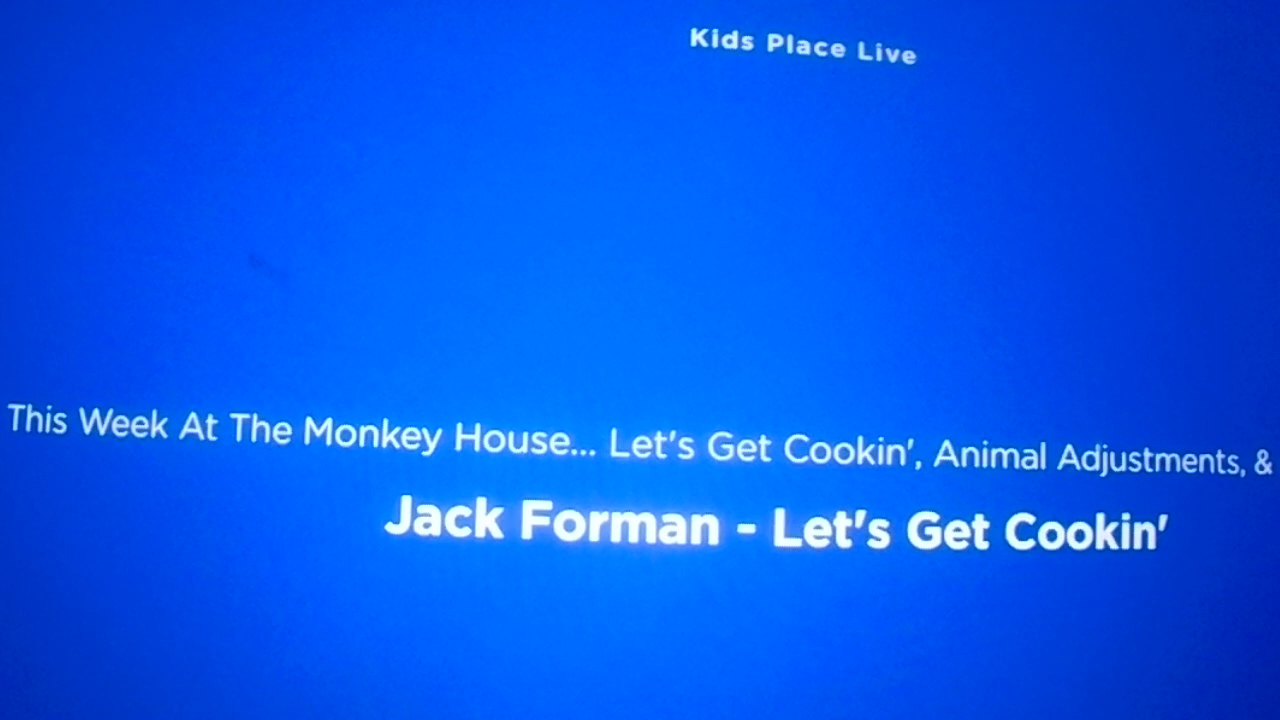 Kids Place Live
This Week At The Monkey House... Let's Get Cookin', Animal Adjustments, &
Jack Forman - Let's Get Cookin'